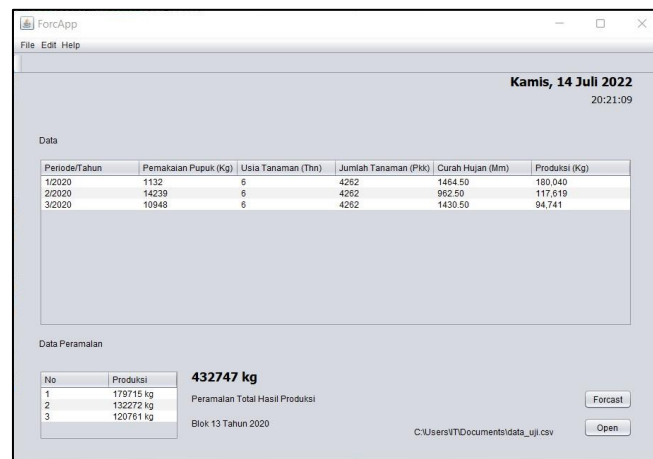 ForcApp
File Edit Help
Kamis, 14 Juli 2022
20:21:09
Data
Periode/Tahun Pemakaian Pupuk (Kg) Usia Tanaman (Thn) Jumlah Tanaman (Pkk) Curah Hujan (Mm) Produksi (Kg)
1/2020 1132 6 4262 1464.50 180,040
2/2020 14239 6 4262 962.50 117,619
3/2020 10948 6 4262 1430.50 94,741
Data Peramalan
No Produksi
1 179715 kg
2 132272 kg
3 120761 kg
432747 kg
Peramalan Total Hasil Produksi
Blok 13 Tahun 2020
Forcast
C:\Users\IT\Documents\data_uji.csv
Open